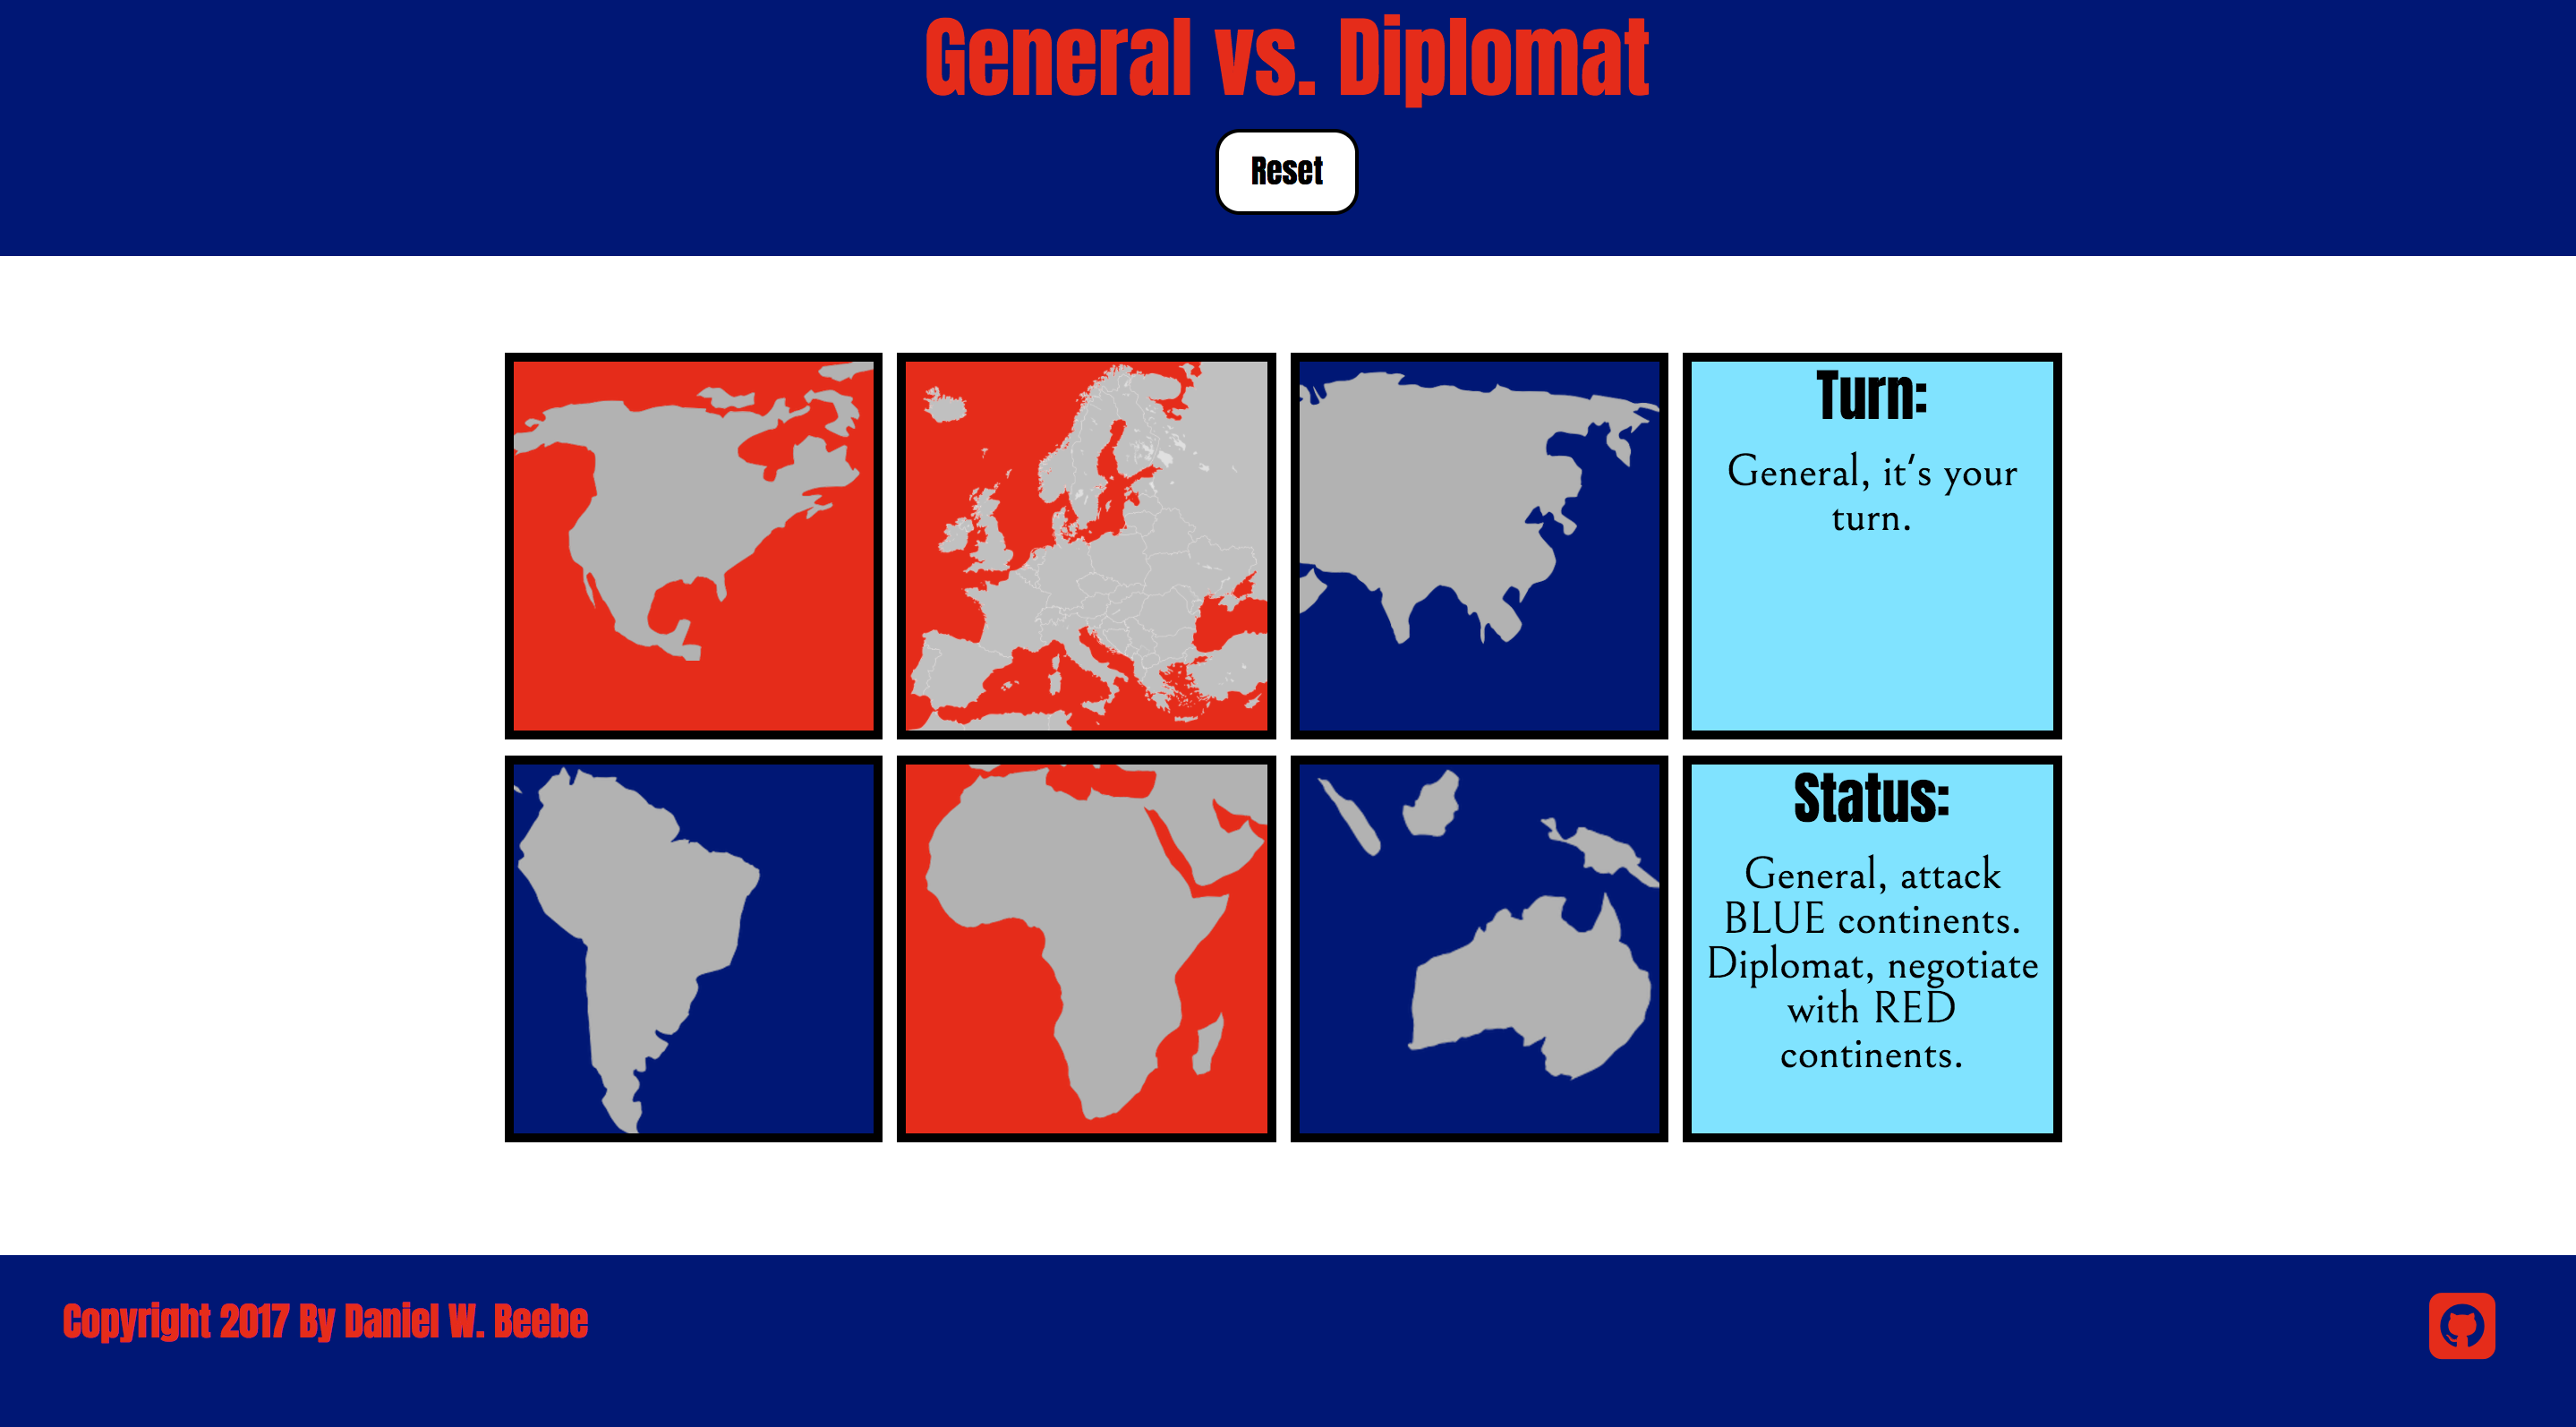 General vs. Diplomat
Reset
Turn:
General, it's your
turn.
Status:
General, attack
BLUE continents.
Diplomat, negotiate
with RED
continents.
Copyright 2017 By Daniel W. Beebe